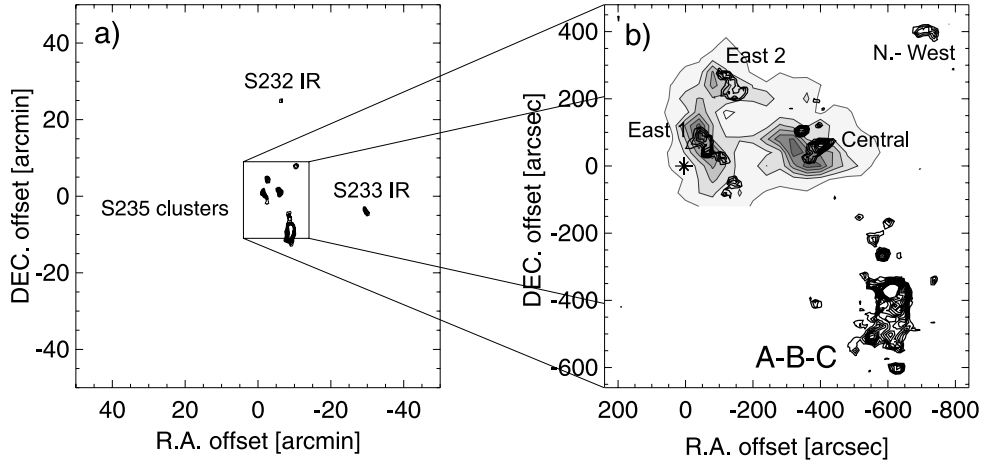 a)
S232 IR
S233 IR
S235 clusters
DEC. offset [arcmin]
40
20
0
-20
-40
40 20 0 -20 -40
R.A. offset [arcmin]
b)
N.- West
East 2
East 1
Central
A-B-C
DEC. offset [arcsec]
400
200
0
-200
-400
-600
200 0 -200 -400 -600 -800
R.A. offset [arcsec]